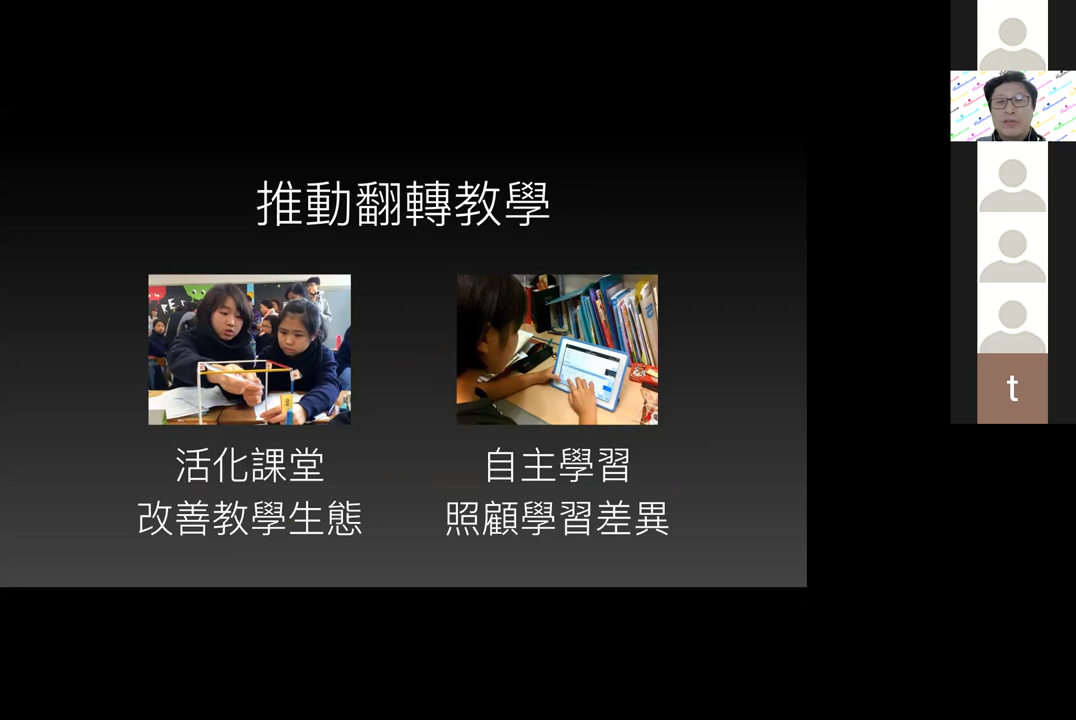 推動翻轉教學
活化課堂
改善教學生態
自主學習
照顧學習差異
t